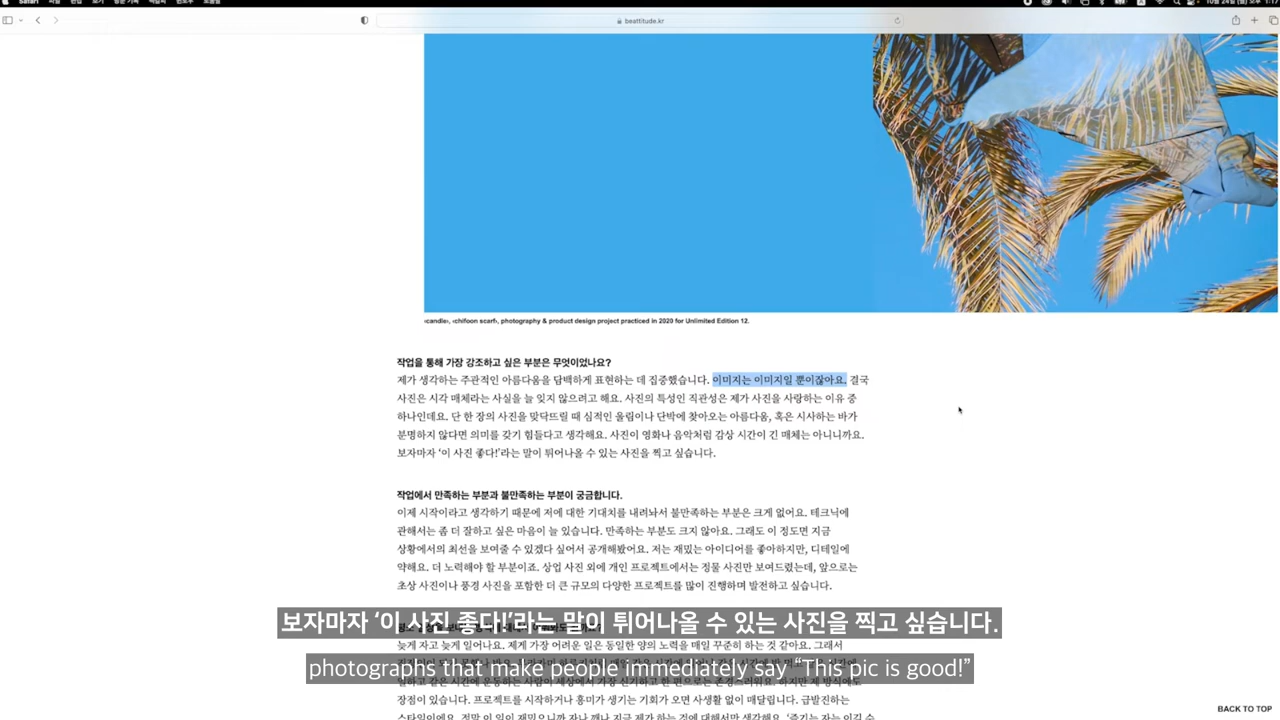 Safari
beattitude.kr
‹candle›, ‹chifoon scarf›, photography & product design project practiced in 2020 for Unlimited Edition 12.
작업을 통해 가장 강조하고 싶은 부분은 무엇이었나요?
제가 생각하는 주관적인 아름다움을 담백하게 표현하는 데 집중했습니다. 이미지는 이미지일 뿐이잖아요. 결국
사진은 시각 매체라는 사실을 늘 잊지 않으려고 해요. 사진의 특성인 직관성은 제가 사진을 사랑하는 이유 중
하나인데요. 단 한 장의 사진을 맞닥뜨릴 때 심적인 울림이나 단박에 찾아오는 아름다움, 혹은 시사하는 바가
분명하지 않다면 의미를 갖기 힘들다고 생각해요. 사진이 영화나 음악처럼 감상 시간이 긴 매체는 아니니까요.
보자마자 ‘이 사진 좋다!’라는 말이 튀어나올 수 있는 사진을 찍고 싶습니다.
작업에서 만족하는 부분과 불만족하는 부분이 궁금합니다.
이제 시작이라고 생각하기 때문에 저에 대한 기대치를 내려놔서 불만족하는 부분은 크게 없어요. 테크닉에
관해서는 좀 더 잘하고 싶은 마음이 늘 있습니다. 만족하는 부분도 크지 않아요. 그래도 이 정도면 지금
상황에서의 최선을 보여줄 수 있겠다 싶어서 공개해봤어요. 저는 재밌는 아이디어를 좋아하지만, 디테일에
약해요. 더 노력해야 할 부분이죠. 상업 사진 외에 개인 프로젝트에서는 정물 사진만 보여드렸는데, 앞으로는
초상 사진이나 풍경 사진을 포함한 더 큰 규모의 다양한 프로젝트를 많이 진행하며 발전하고 싶습니다.
보자마자 ‘이 사진 좋다!’라는 말이 튀어나올 수 있는 사진을 찍고 싶습니다.
늦게 자고 늦게 일어나요. 제게 가장 어려운 일은 동일한 양의 노력을 매일 꾸준히 하는 것 같아요. 그래서
photographs that make people immediately say “This pic is good!”
장점이 있습니다. 프로젝트를 시작하거나 흥미가 생기는 기회가 오면 사생활 없이 매달립니다. 급발진하는
BACK TO TOP